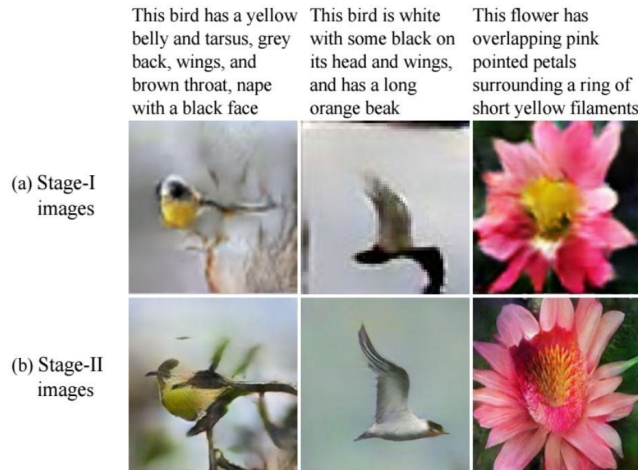 This bird has a yellow
belly and tarsus, grey
back, wings, and
brown throat, nape
with a black face
This bird is white
with some black on
its head and wings,
and has a long
orange beak
This flower has
overlapping pink
pointed petals
surrounding a ring of
short yellow filaments
(a) Stage-I
images
(b) Stage-II
images